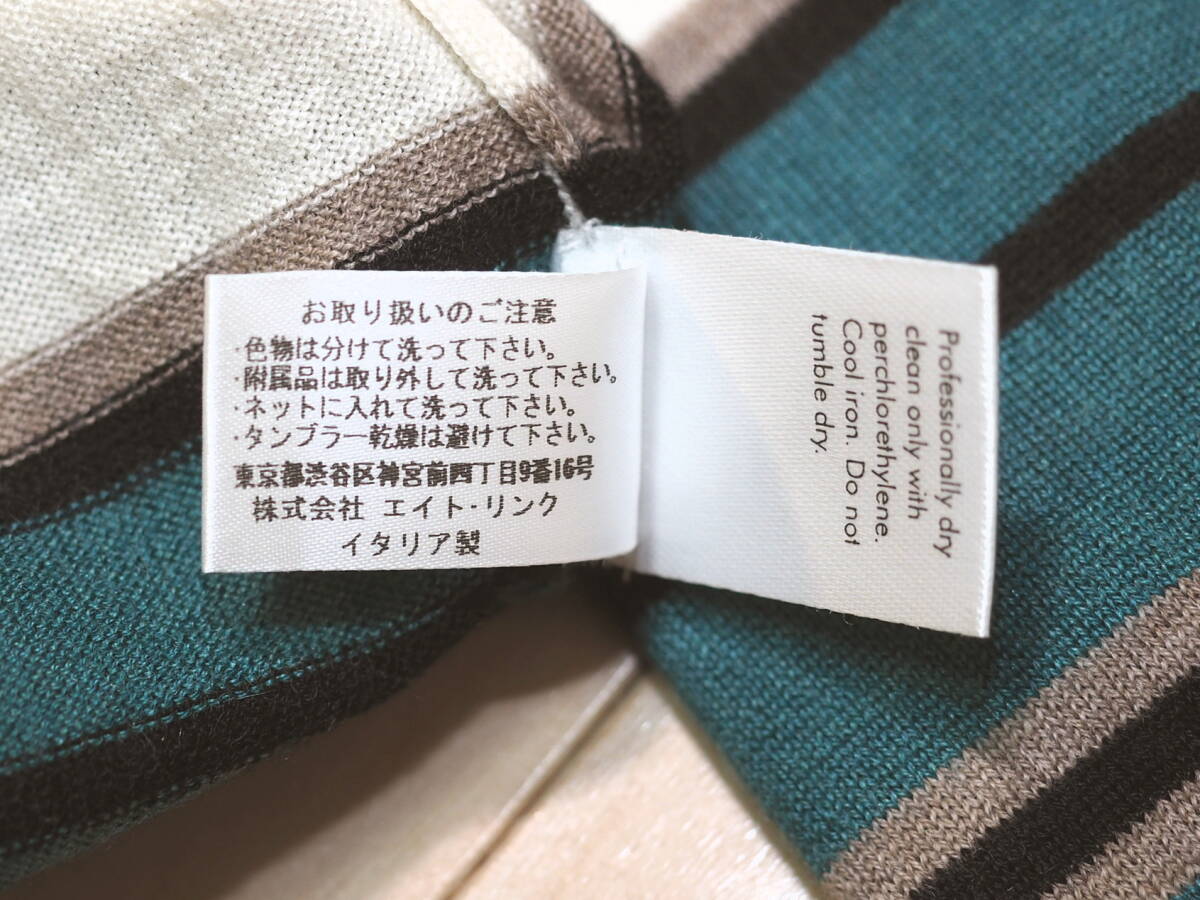 お取り扱いのご注意
・色物は分けて洗って下さい。
・附属品は取り外して洗って下さい。
・ネットに入れて洗って下さい。
・タンブラー乾燥は避けて下さい。
東京都渋谷区神宮前四丁目9番16号
株式会社 エイト・リンク
イタリア製
Professionally dry
clean only with
perchlorethylene.
Cool iron. Do not
tumble dry.